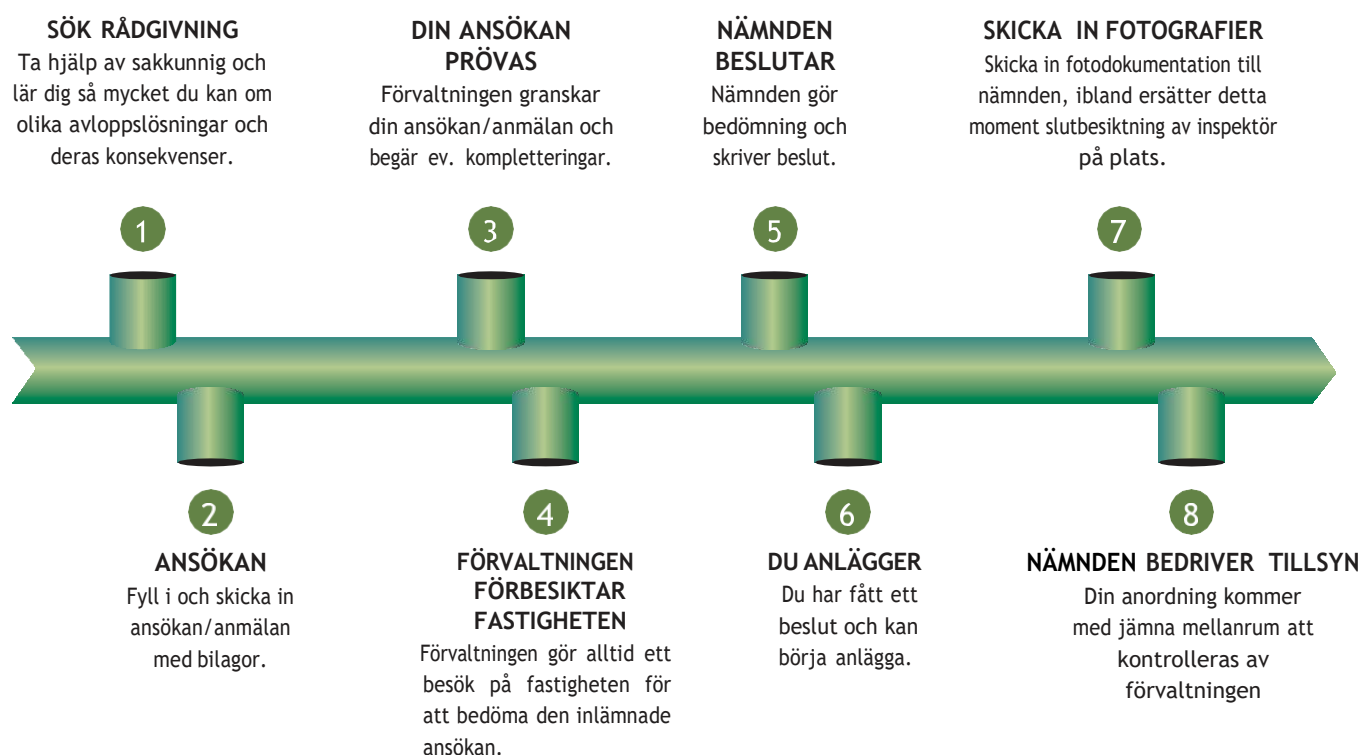 SÖK RÅDGIVNING
Ta hjälp av sakkunnig och
lär dig så mycket du kan om
olika avloppslösningar och
deras konsekvenser.
1
2
ANSÖKAN
Fyll i och skicka in
ansökan/anmälan
med bilagor.
DIN ANSÖKAN
PRÖVAS
Förvaltningen granskar
din ansökan/anmälan och
begär ev. kompletteringar.
3
4
FÖRVALTNINGEN
FÖRBESIKTAR
FASTIGHETEN
Förvaltningen gör alltid ett
besök på fastigheten för
att bedöma den inlämnade
ansökan.
NÄMNDEN
BESLUTAR
Nämnden gör
bedömning och
skriver beslut.
5
6
DU ANLÄGGER
Du har fått ett
beslut och kan
börja anlägga.
SKICKA IN FOTOGRAFIER
Skicka in fotodokumentation till
nämnden, ibland ersätter detta
moment slutbesiktning av inspektör
på plats.
7
8
NÄMNDEN BEDRIVER TILLSYN
Din anordning kommer
med jämna mellanrum att
kontrolleras av
förvaltningen